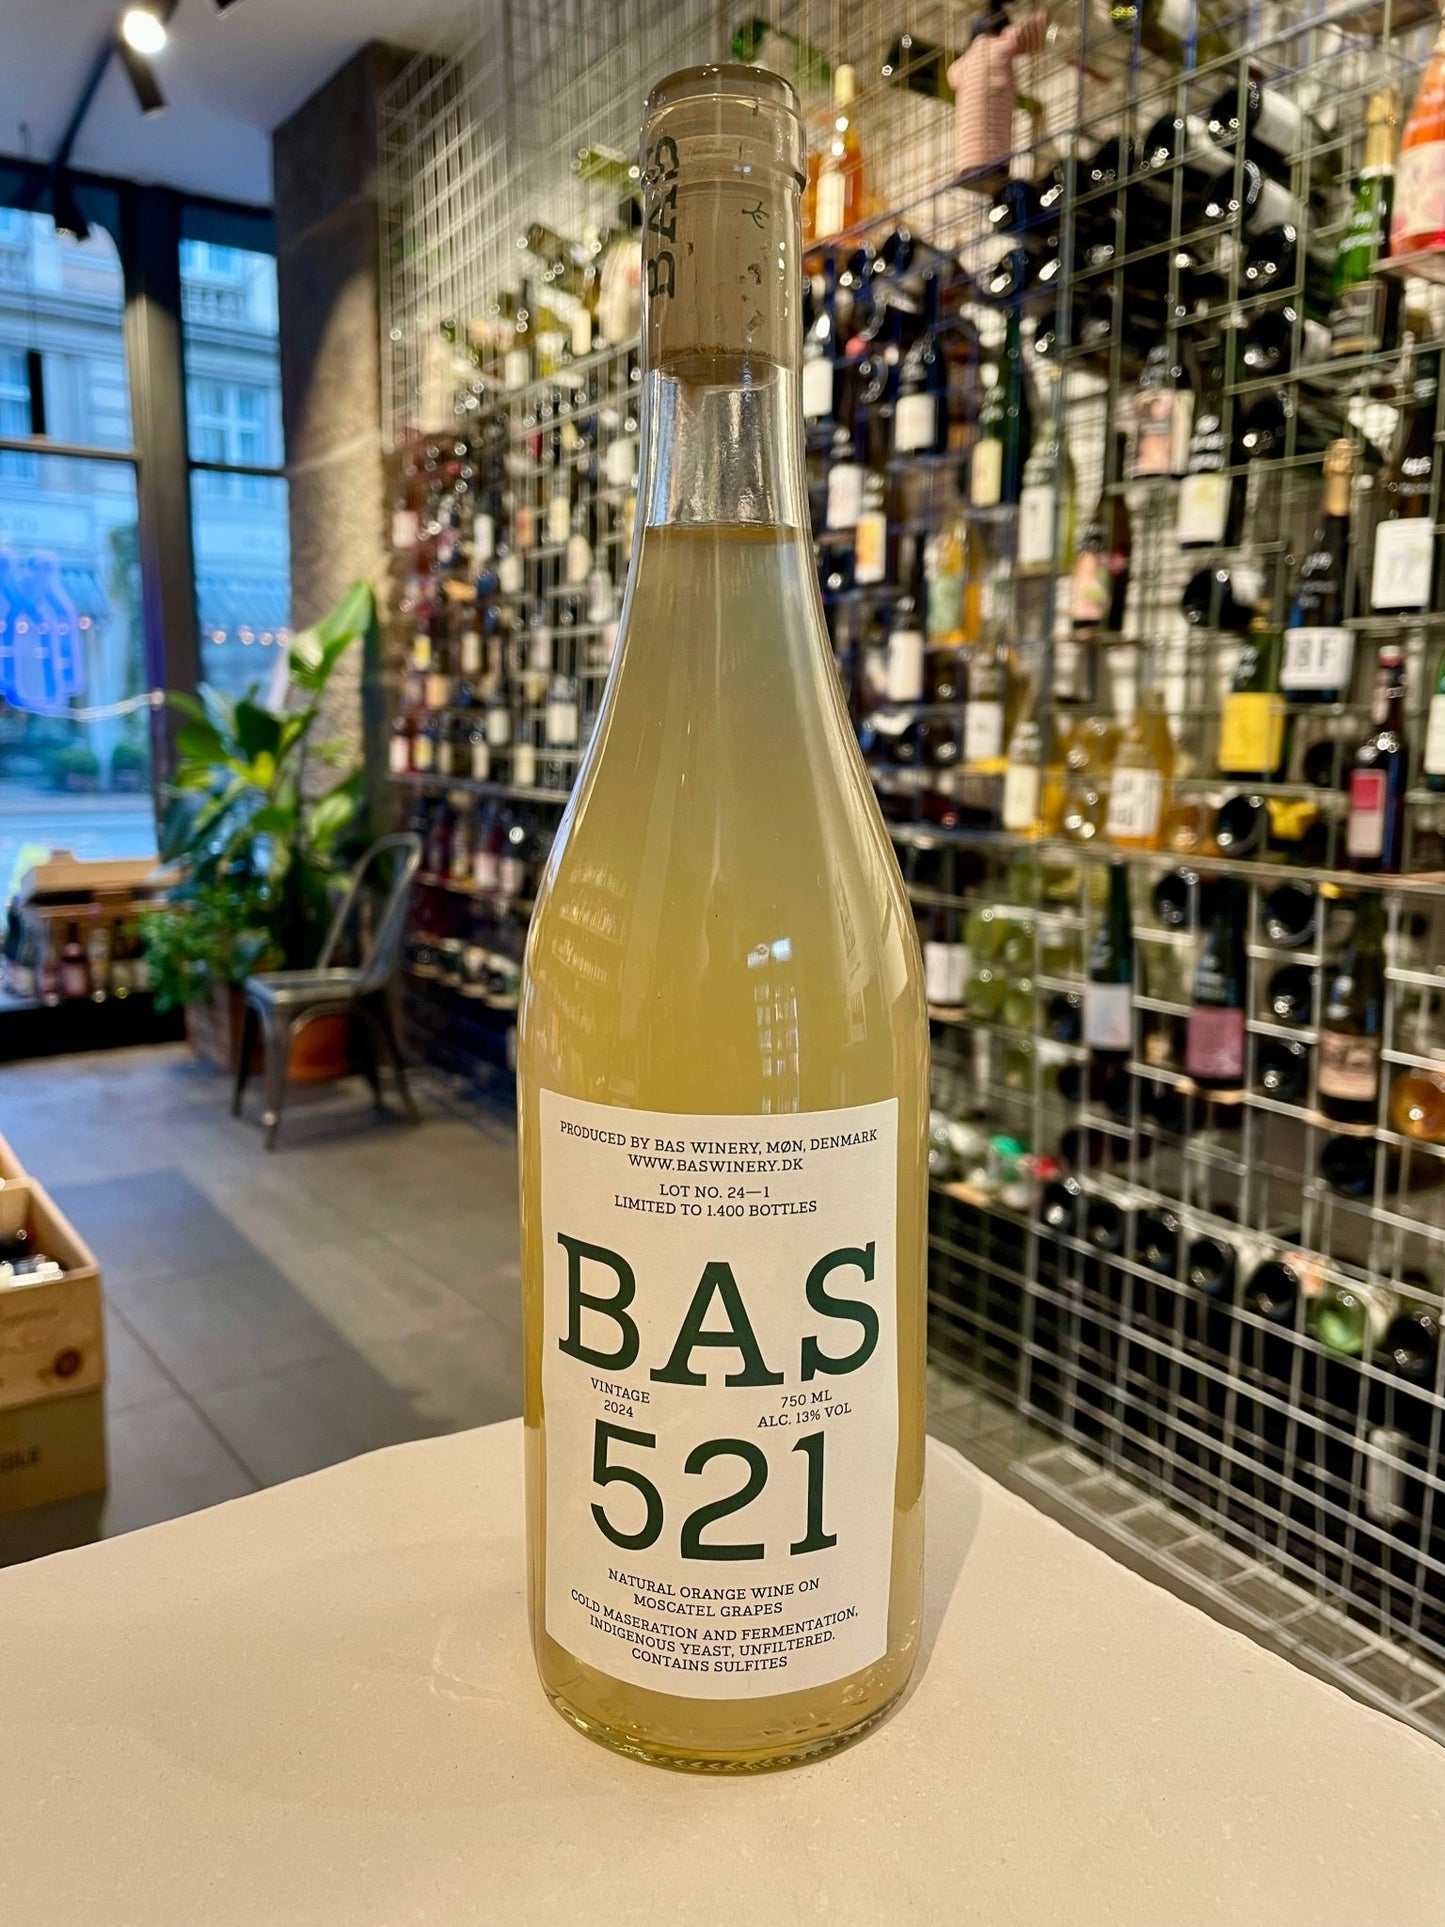 BAS
PRODUCED BY BAS WINERY, MØN, DENMARK
WWW.BASWINERY.DK
LOT NO. 24—1
LIMITED TO 1.400 BOTTLES
BAS
VINTAGE
2024
750 ML
ALC. 13% VOL
521
NATURAL ORANGE WINE ON
MOSCATEL GRAPES
COLD MASERATION AND FERMENTATION,
INDIGENOUS YEAST, UNFILTERED.
CONTAINS SULFITES
BF